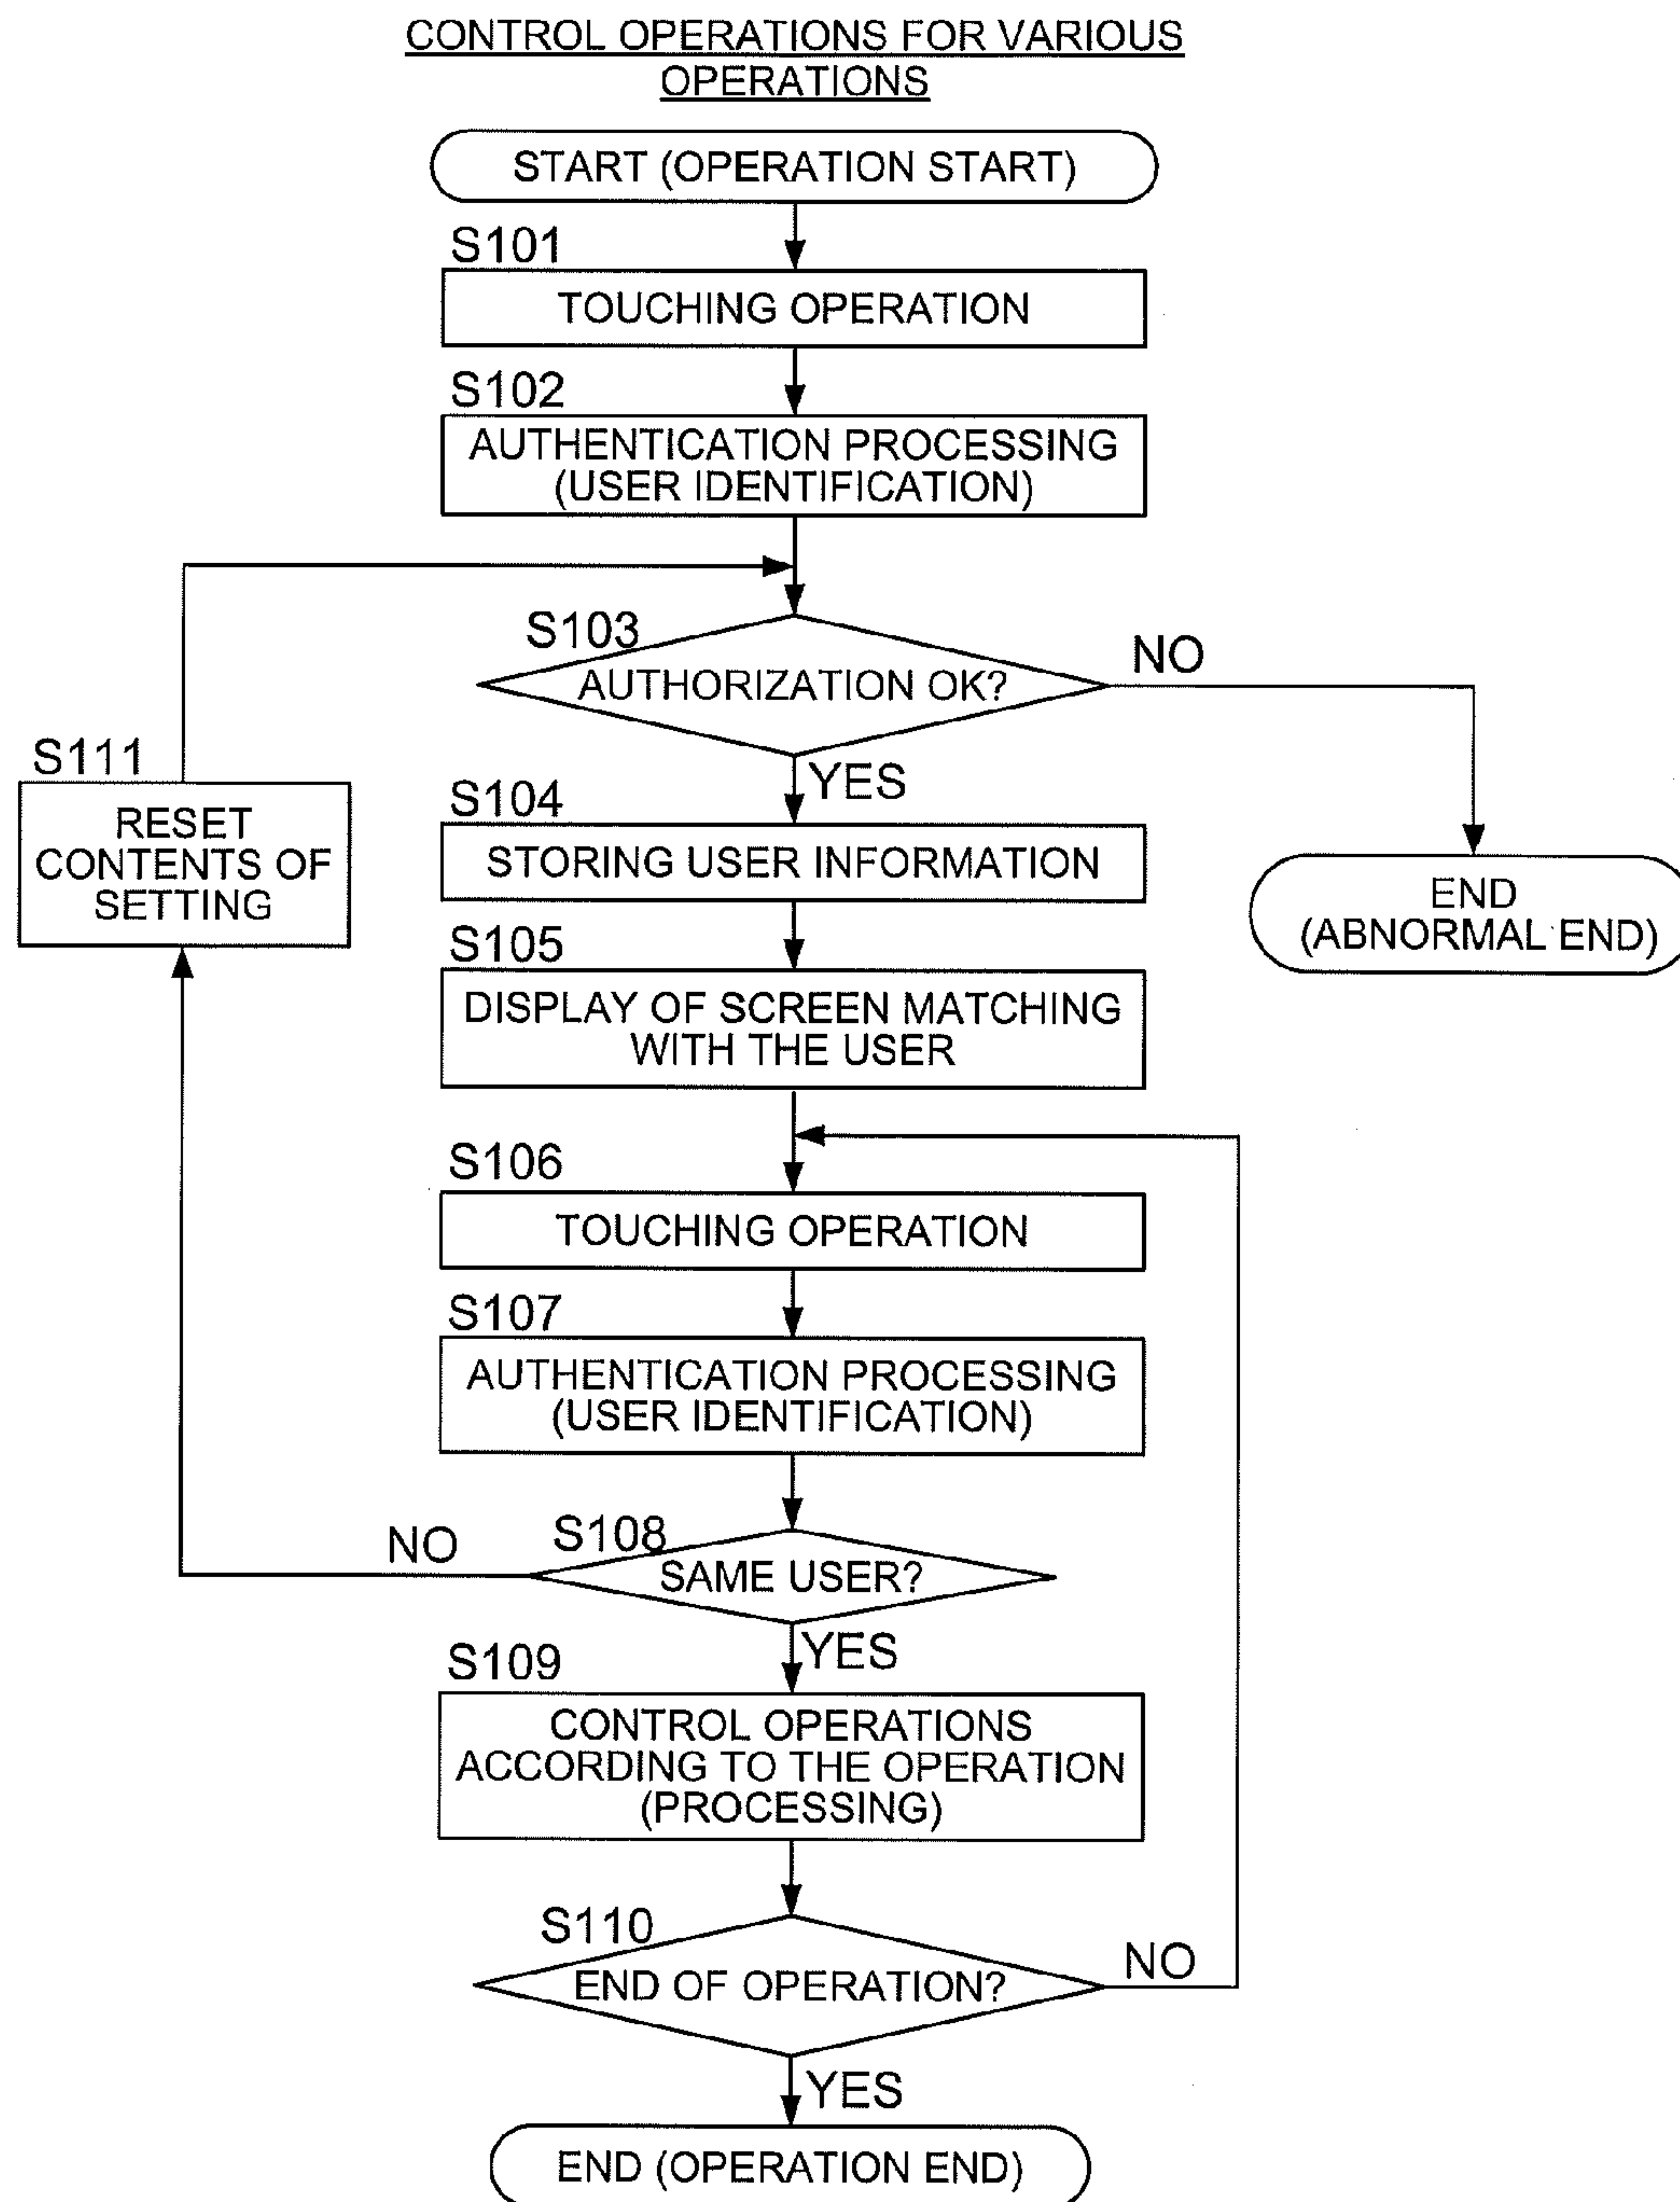 CONTROL OPERATIONS FOR VARIOUS
OPERATIONS
START (OPERATION START)
S101
TOUCHING OPERATION
S102
AUTHENTICATION PROCESSING
(USER IDENTIFICATION)
S103
AUTHORIZATION OK?
NO
YES
S111
RESET
CONTENTS OF
SETTING
S104
STORING USER INFORMATION
END
(ABNORMAL END)
S105
DISPLAY OF SCREEN MATCHING
WITH THE USER
S106
TOUCHING OPERATION
S107
AUTHENTICATION PROCESSING
(USER IDENTIFICATION)
S108
SAME USER?
NO
YES
S109
CONTROL OPERATIONS
ACCORDING TO THE OPERATION
(PROCESSING)
S110
END OF OPERATION?
NO
YES
END (OPERATION END)